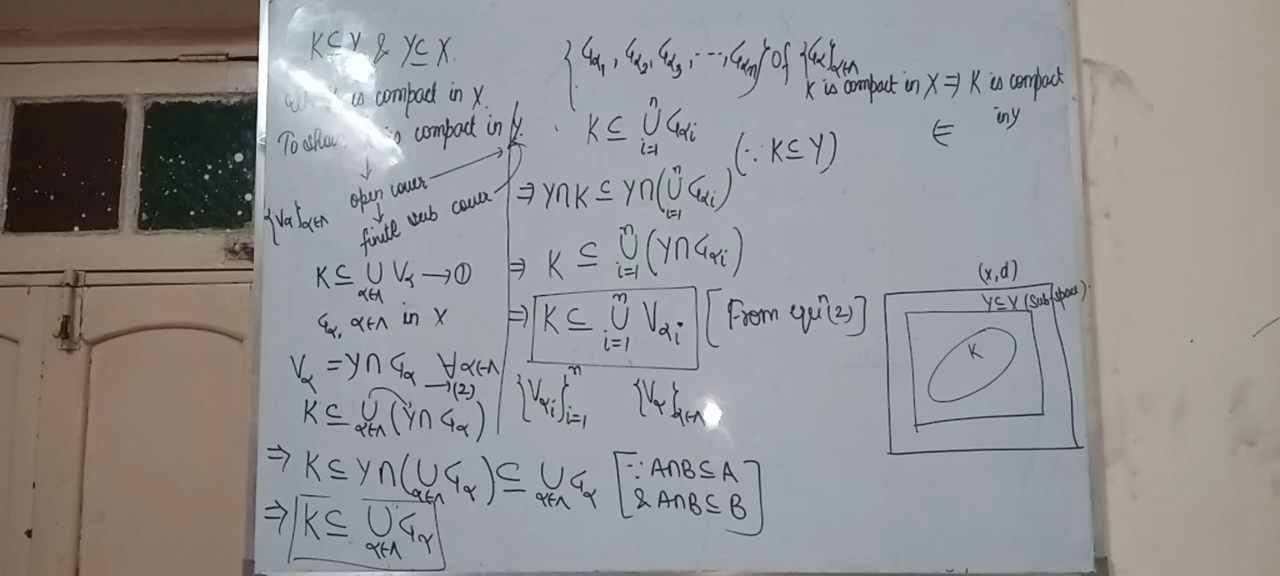 K ⊆ Y & Y ⊆ X.
is compact in X.
To show is compact in Y.
open cover
{Vα}α∈Λ
finite sub cover
K ⊆ ∪α∈Λ Vα → ①
Gα, α∈Λ in X
Vα = Y∩Gα ∀α∈Λ → (2)
K ⊆ ∪α∈Λ (Y∩Gα)
⇒ K ⊆ Y∩(∪α∈Λ Gα) ⊆ ∪α∈Λ Gα [∵ A∩B ⊆ A
& A∩B ⊆ B]
⇒ K ⊆ ∪α∈Λ Gα
{Gα1, Gα2, Gα3, ..., Gαn} of {Gα}α∈Λ
K is compact in X ⇒ K is compact
in Y
∈
K ⊆ ∪ⁿi=1 Gαi
(∵ K ⊆ Y)
⇒ Y∩K ⊆ Y∩(∪ⁿi=1 Gαi)
⇒ K ⊆ ∪ⁿi=1 (Y∩Gαi)
⇒ K ⊆ ∪ⁿi=1 Vαi. [From equⁿ(2)]
{Vαi}ⁿi=1 {Vα}α∈Λ
(x,d)
Y⊆X (Subspace).
K